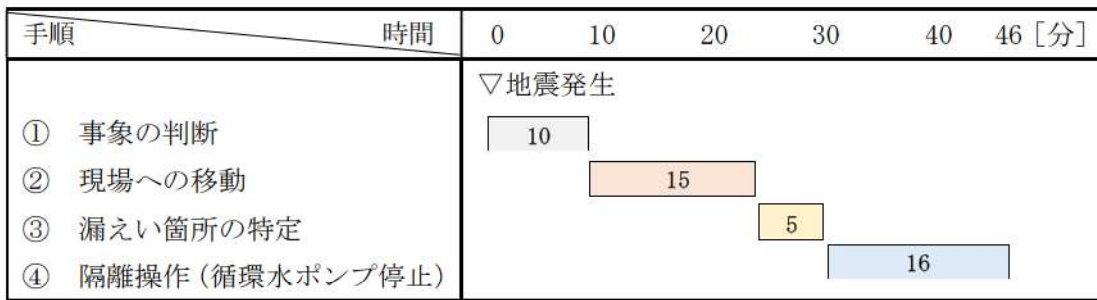 手順 時間 0 10 20 30 40 46 [分]
▽地震発生
① 事象の判断 10
② 現場への移動 15
③ 漏えい箇所の特定 5
④ 隔離操作(循環水ポンプ停止) 16